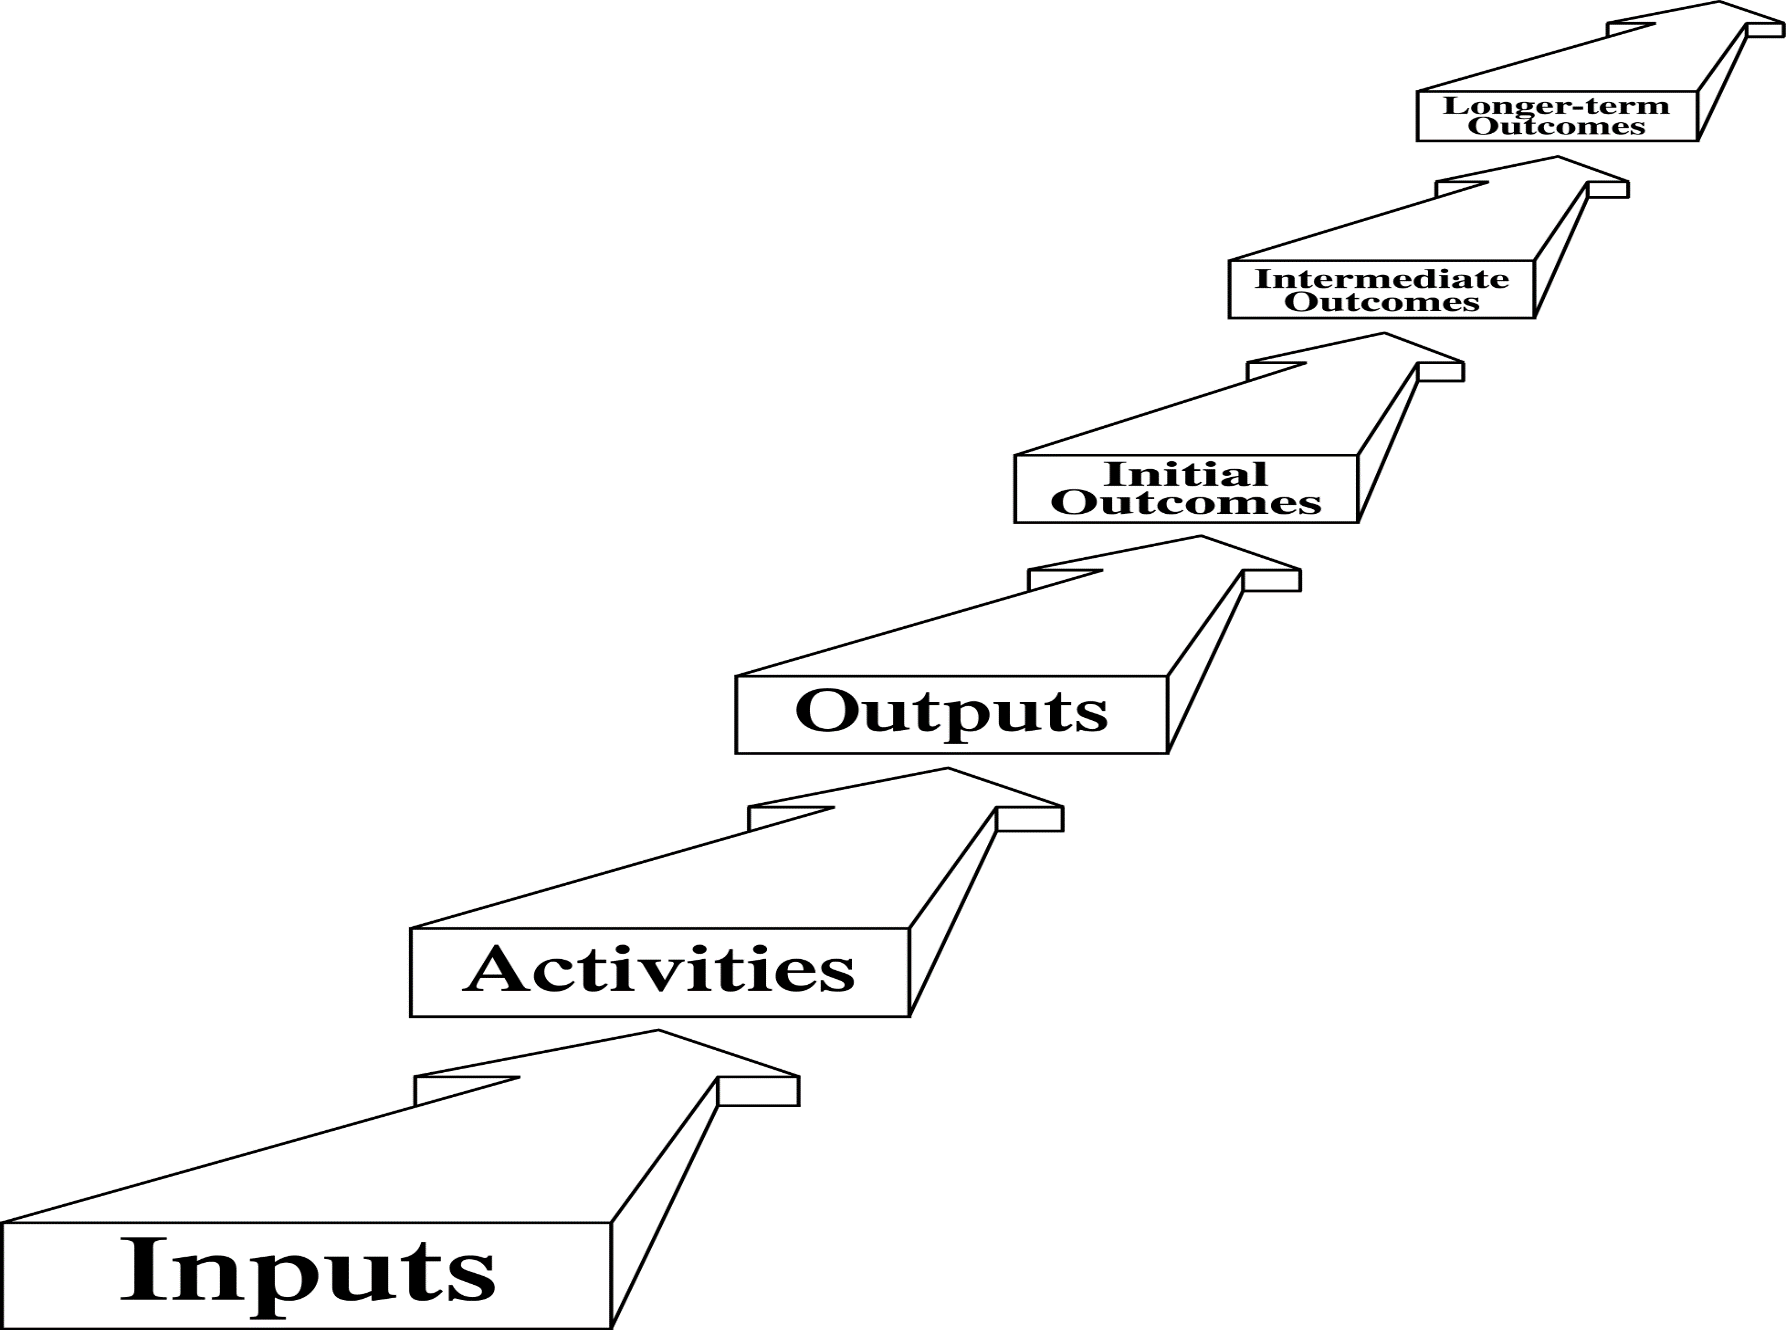 Longer-term
Outcomes
Intermediate
Outcomes
Initial
Outcomes
Outputs
Activities
Inputs